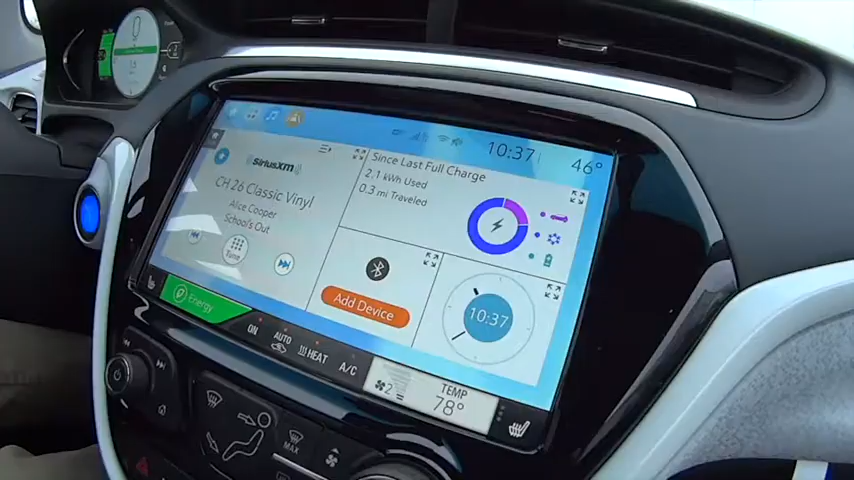 10:37
46°
SiriusXM
CH 26 Classic Vinyl
Alice Cooper
School's Out
Tune
Since Last Full Charge
2.1 kWh Used
0.3 mi Traveled
Add Device
10:37
Energy
ON
AUTO
HEAT
A/C
2
TEMP
78°
MAX